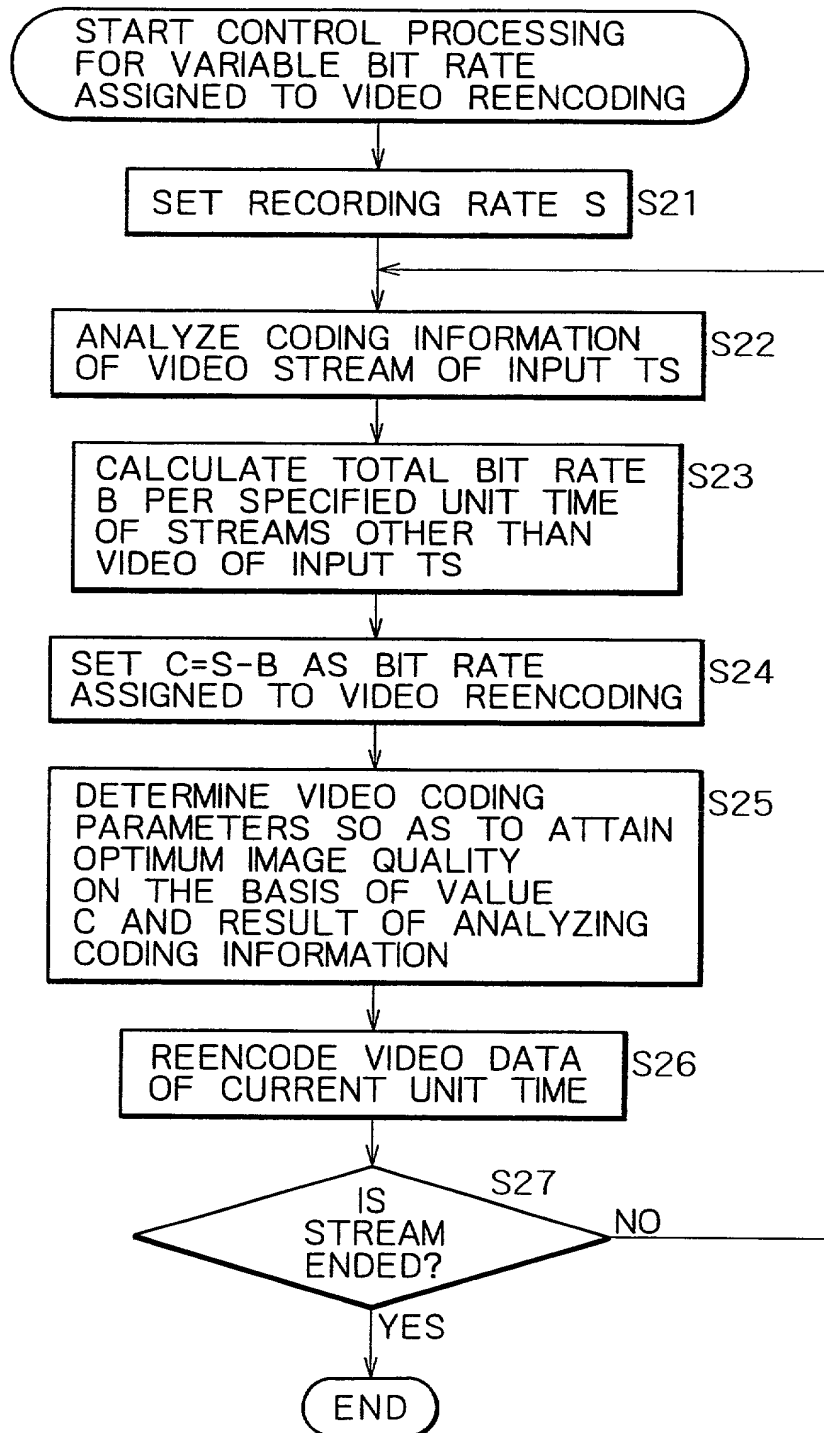 START CONTROL PROCESSING
FOR VARIABLE BIT RATE
ASSIGNED TO VIDEO REENCODING
SET RECORDING RATE S
S21
ANALYZE CODING INFORMATION
OF VIDEO STREAM OF INPUT TS
S22
CALCULATE TOTAL BIT RATE
B PER SPECIFIED UNIT TIME
OF STREAMS OTHER THAN
VIDEO OF INPUT TS
S23
SET C=S-B AS BIT RATE
ASSIGNED TO VIDEO REENCODING
S24
DETERMINE VIDEO CODING
PARAMETERS SO AS TO ATTAIN
OPTIMUM IMAGE QUALITY
ON THE BASIS OF VALUE
C AND RESULT OF ANALYZING
CODING INFORMATION
S25
REENCODE VIDEO DATA
OF CURRENT UNIT TIME
S26
S27
IS
STREAM
ENDED?
NO
YES
END